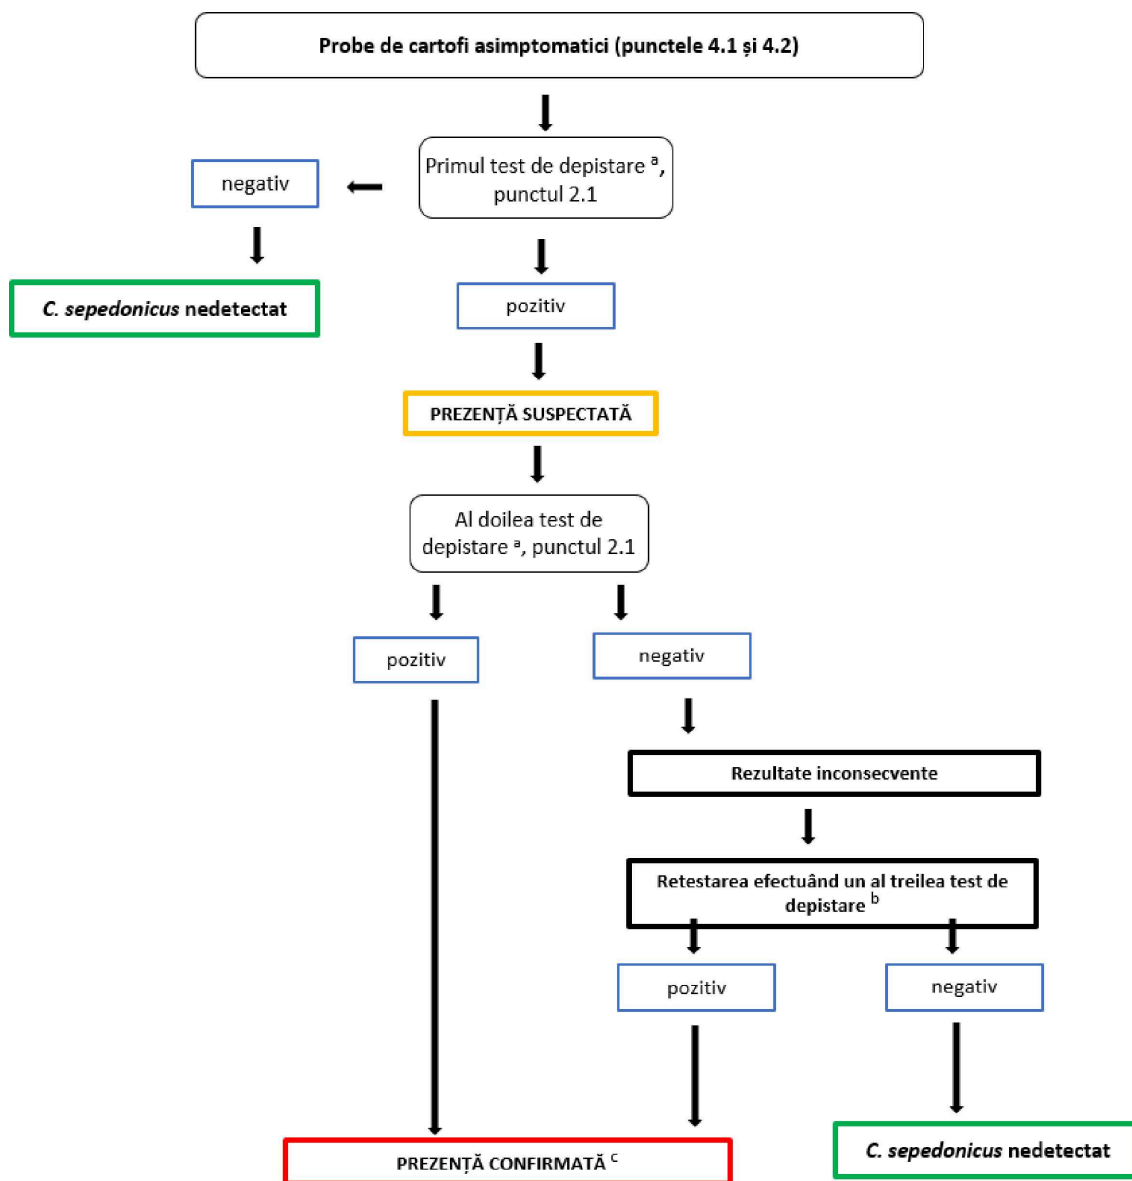 Probe de cartofi asimptomatici (punctele 4.1 și 4.2)
Primul test de depistare ᵃ,
punctul 2.1
negativ
C. sepedonicus nedetectat
pozitiv
PREZENȚĂ SUSPECTATĂ
Al doilea test de
depistare ᵃ, punctul 2.1
pozitiv
negativ
Rezultate inconsecvente
Retestarea efectuând un al treilea test de
depistare ᵇ
pozitiv
negativ
PREZENȚĂ CONFIRMATĂ ᶜ
C. sepedonicus nedetectat